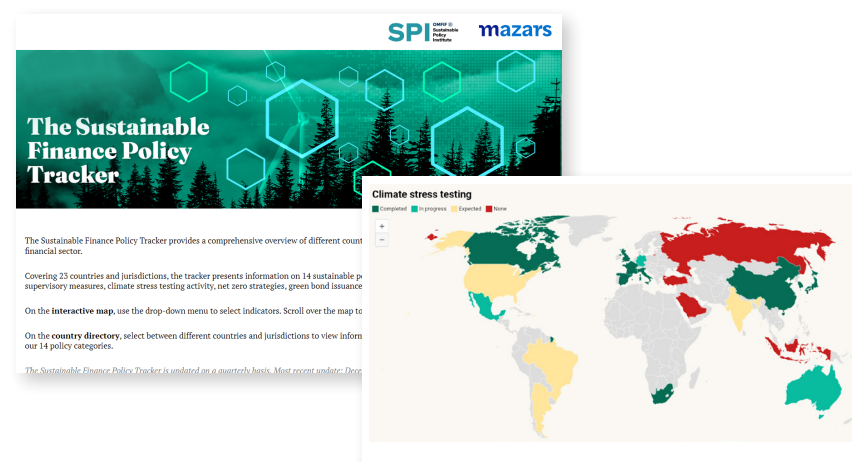 SPI OMFIF
Sustainable
Policy
Institute
mazars
The Sustainable
Finance Policy
Tracker
The Sustainable Finance Policy Tracker provides a comprehensive overview of different count
financial sector.
Covering 23 countries and jurisdictions, the tracker presents information on 14 sustainable p
supervisory measures, climate stress testing activity, net zero strategies, green bond issuance
On the interactive map, use the drop-down menu to select indicators. Scroll over the map to
On the country directory, select between different countries and jurisdictions to view inform
our 14 policy categories.
The Sustainable Finance Policy Tracker is updated on a quarterly basis. Most recent update: Dece
Climate stress testing
Completed In progress Expected None
+
−